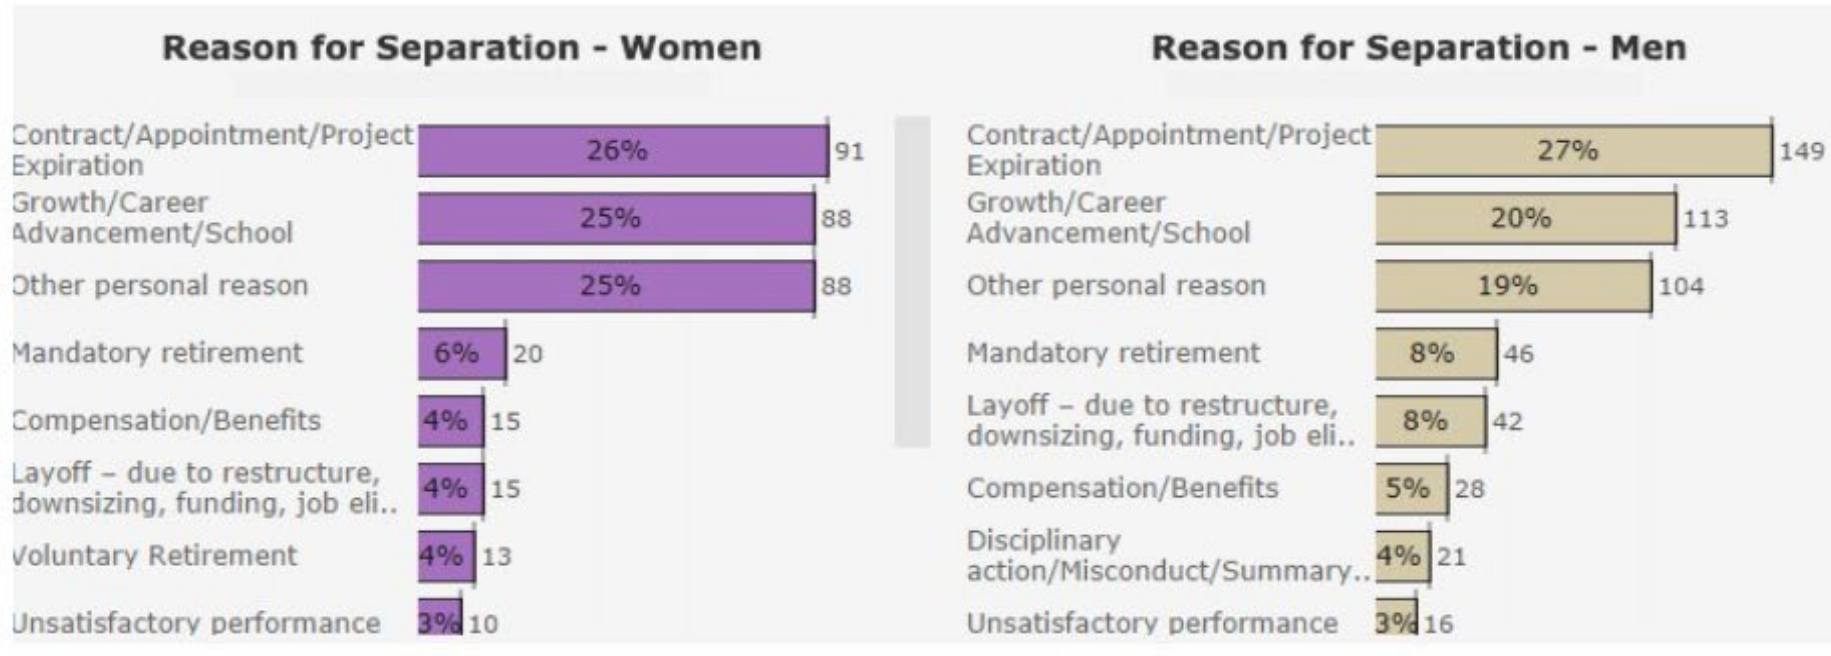 Reason for Separation - Women
Contract/Appointment/Project
Expiration
26%
91
Growth/Career
Advancement/School
25%
88
Other personal reason
25%
88
Mandatory retirement
6%
20
Compensation/Benefits
4%
15
Layoff – due to restructure,
downsizing, funding, job eli..
4%
15
Voluntary Retirement
4%
13
Unsatisfactory performance
3%
10
Reason for Separation - Men
Contract/Appointment/Project
Expiration
27%
149
Growth/Career
Advancement/School
20%
113
Other personal reason
19%
104
Mandatory retirement
8%
46
Layoff – due to restructure,
downsizing, funding, job eli..
8%
42
Compensation/Benefits
5%
28
Disciplinary
action/Misconduct/Summary..
4%
21
Unsatisfactory performance
3%
16